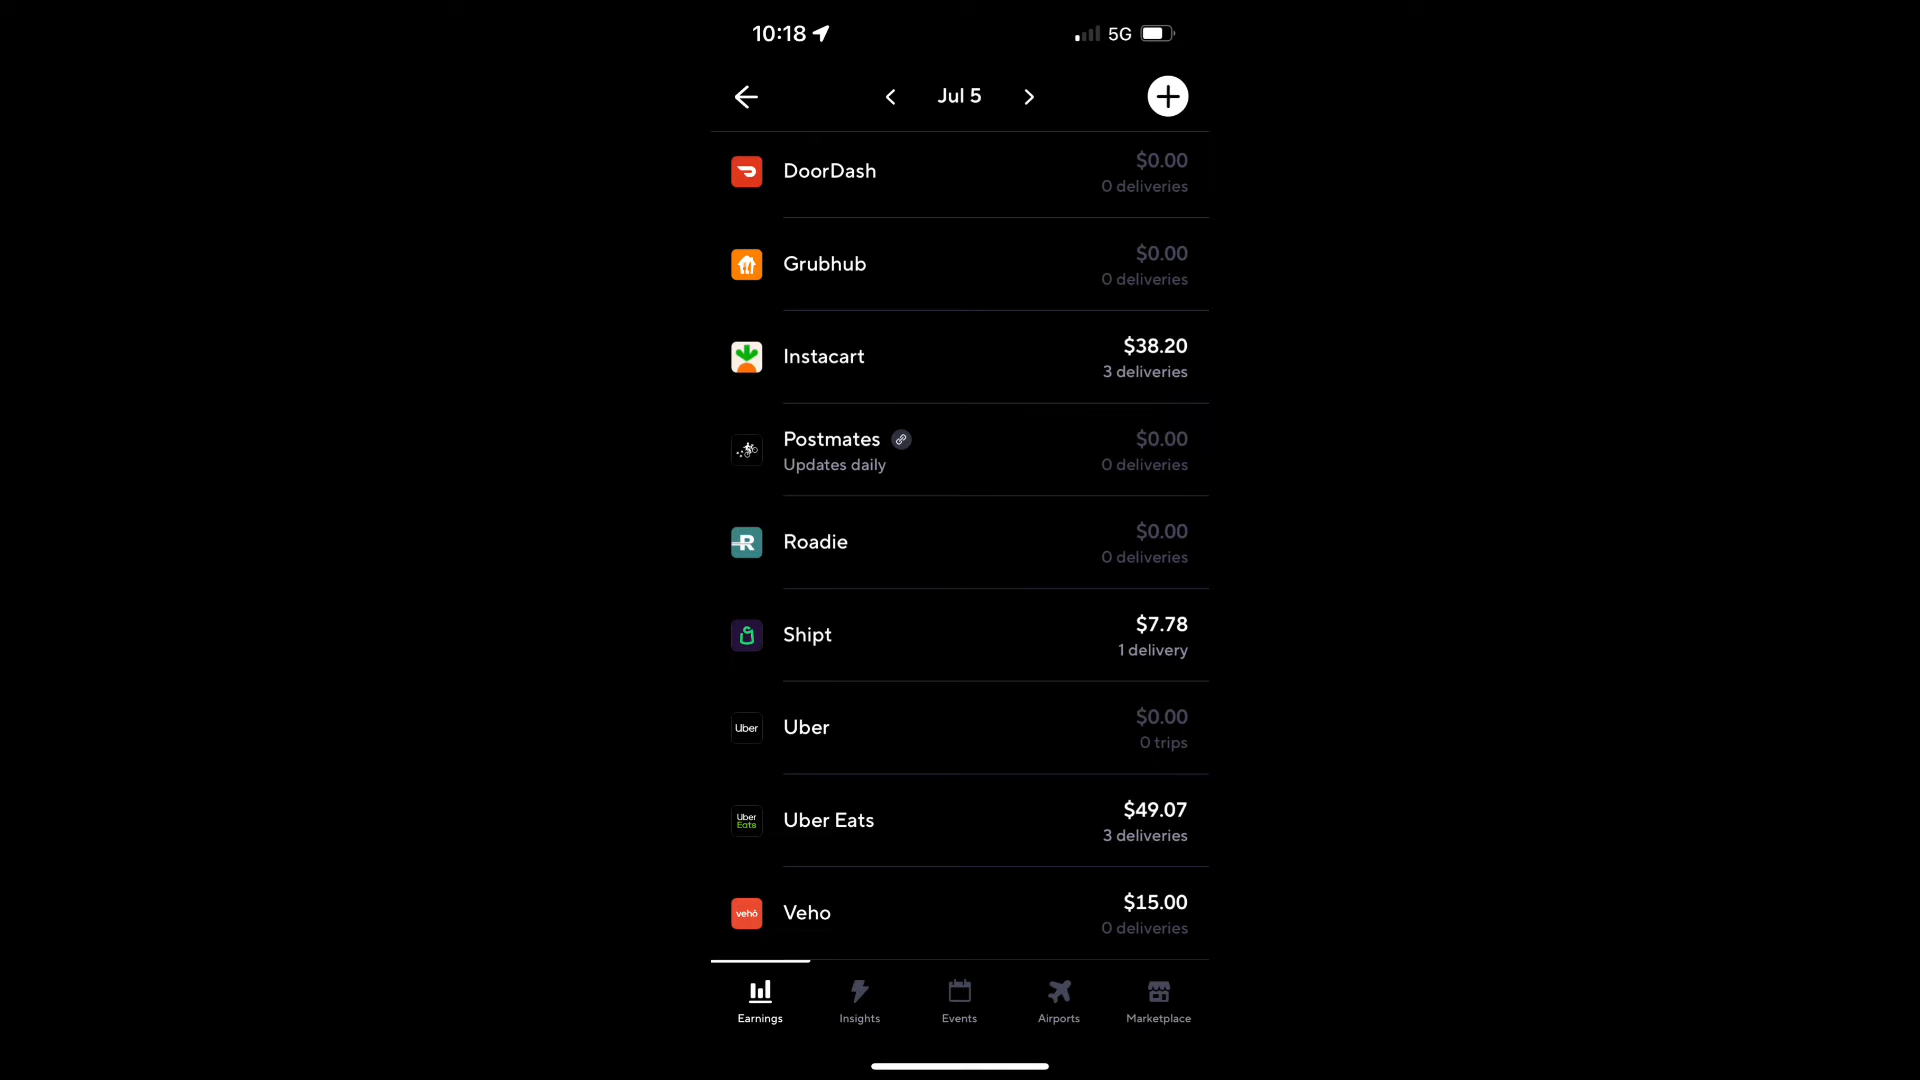 10:18
5G
Jul 5
DoorDash
$0.00
0 deliveries
Grubhub
$0.00
0 deliveries
Instacart
$38.20
3 deliveries
Postmates
Updates daily
$0.00
0 deliveries
R
Roadie
$0.00
0 deliveries
Shipt
$7.78
1 delivery
Uber
Uber
$0.00
0 trips
Uber
Eats
Uber Eats
$49.07
3 deliveries
veho
Veho
$15.00
0 deliveries
Earnings
Insights
Events
Airports
Marketplace